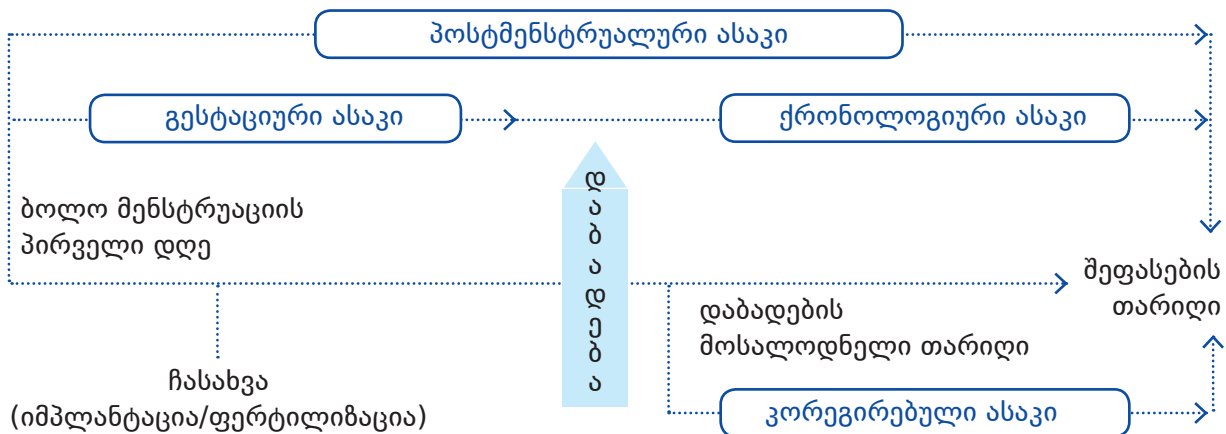 პოსტმენსტრუალური ასაკი
გესტაციური ასაკი
ქრონოლოგიური ასაკი
დაბადება
ბოლო მენსტრუაციის
პირველი დღე
შეფასების
თარიღი
დაბადების
მოსალოდნელი თარიღი
ჩასახვა
(იმპლანტაცია/ფერტილიზაცია)
კორეგირებული ასაკი